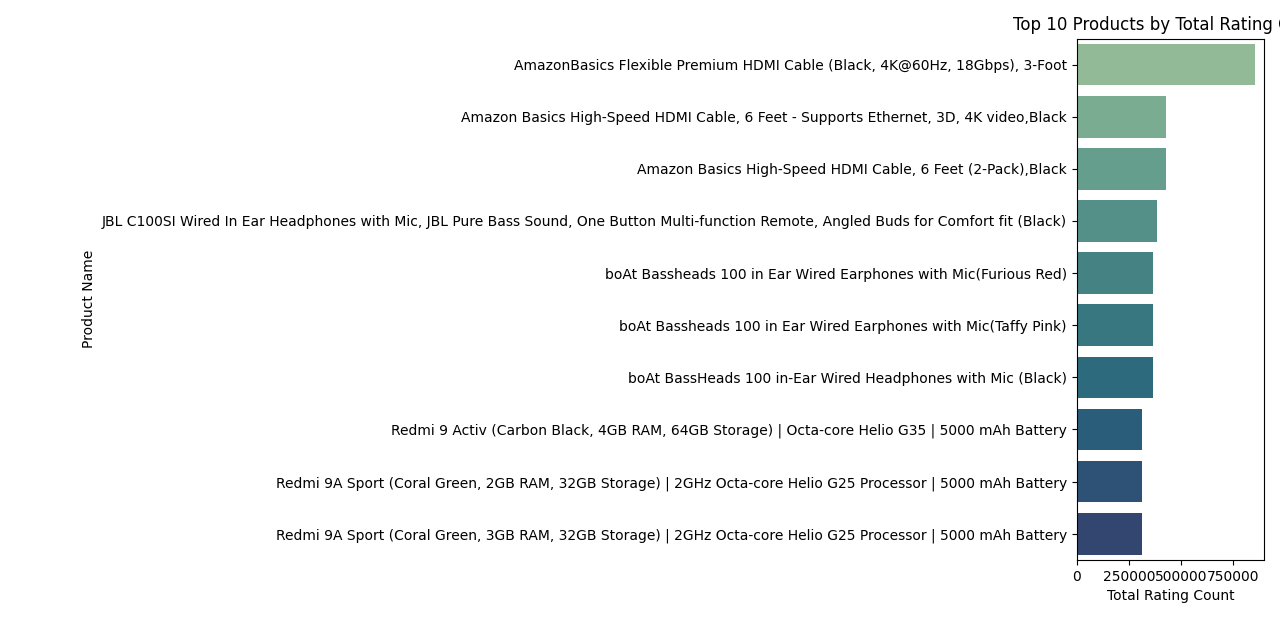 Top 10 Products by Total Rating
AmazonBasics Flexible Premium HDMI Cable (Black, 4K@60Hz, 18Gbps), 3-Foot
Amazon Basics High-Speed HDMI Cable, 6 Feet - Supports Ethernet, 3D, 4K video,Black
Amazon Basics High-Speed HDMI Cable, 6 Feet (2-Pack),Black
JBL C100SI Wired In Ear Headphones with Mic, JBL Pure Bass Sound, One Button Multi-function Remote, Angled Buds for Comfort fit (Black)
boAt Bassheads 100 in Ear Wired Earphones with Mic(Furious Red)
boAt Bassheads 100 in Ear Wired Earphones with Mic(Taffy Pink)
boAt BassHeads 100 in-Ear Wired Headphones with Mic (Black)
Redmi 9 Activ (Carbon Black, 4GB RAM, 64GB Storage) | Octa-core Helio G35 | 5000 mAh Battery
Redmi 9A Sport (Coral Green, 2GB RAM, 32GB Storage) | 2GHz Octa-core Helio G25 Processor | 5000 mAh Battery
Redmi 9A Sport (Coral Green, 3GB RAM, 32GB Storage) | 2GHz Octa-core Helio G25 Processor | 5000 mAh Battery
Product Name
0 250000 500000 750000
Total Rating Count